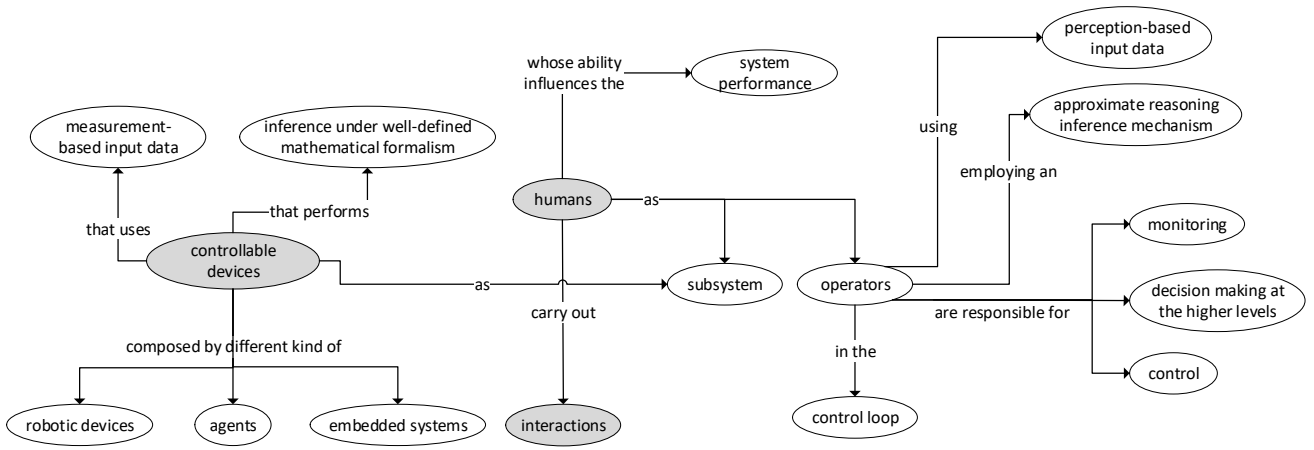 perception-based
input data
whose ability
influences the
system
performance
approximate reasoning
inference mechanism
measurement-
based input data
inference under well-defined
mathematical formalism
using
employing an
humans
as
that performs
that uses
monitoring
controllable
devices
as
subsystem
operators
decision making at
the higher levels
carry out
are responsible for
composed by different kind of
in the
control
robotic devices
agents
embedded systems
interactions
control loop